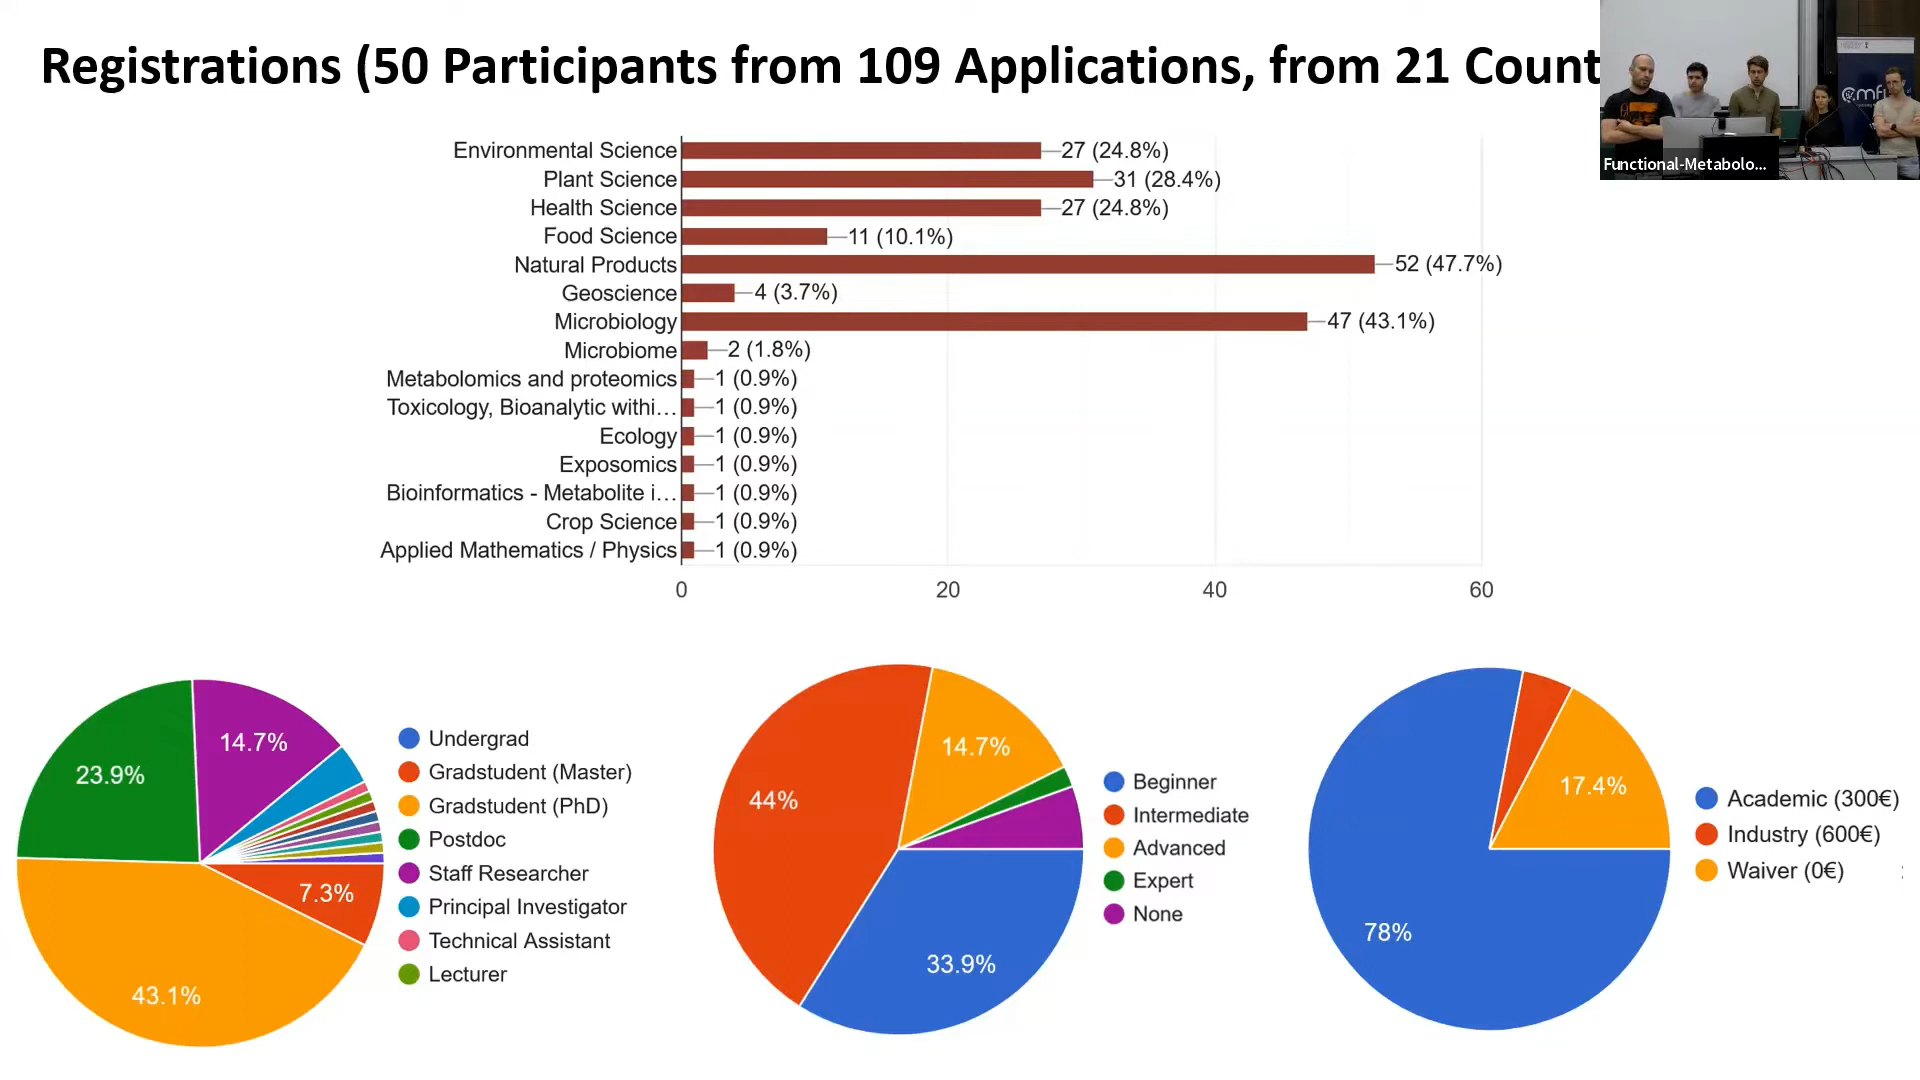 Registrations (50 Participants from 109 Applications, from 21 Count
Functional-Metabolo...
Environmental Science 27 (24.8%)
Plant Science 31 (28.4%)
Health Science 27 (24.8%)
Food Science 11 (10.1%)
Natural Products 52 (47.7%)
Geoscience 4 (3.7%)
Microbiology 47 (43.1%)
Microbiome 2 (1.8%)
Metabolomics and proteomics 1 (0.9%)
Toxicology, Bioanalytic withi… 1 (0.9%)
Ecology 1 (0.9%)
Exposomics 1 (0.9%)
Bioinformatics - Metabolite i… 1 (0.9%)
Crop Science 1 (0.9%)
Applied Mathematics / Physics 1 (0.9%)
0 20 40 60
14.7%
23.9%
7.3%
43.1%
Undergrad
Gradstudent (Master)
Gradstudent (PhD)
Postdoc
Staff Researcher
Principal Investigator
Technical Assistant
Lecturer
14.7%
44%
33.9%
Beginner
Intermediate
Advanced
Expert
None
17.4%
78%
Academic (300€)
Industry (600€)
Waiver (0€)